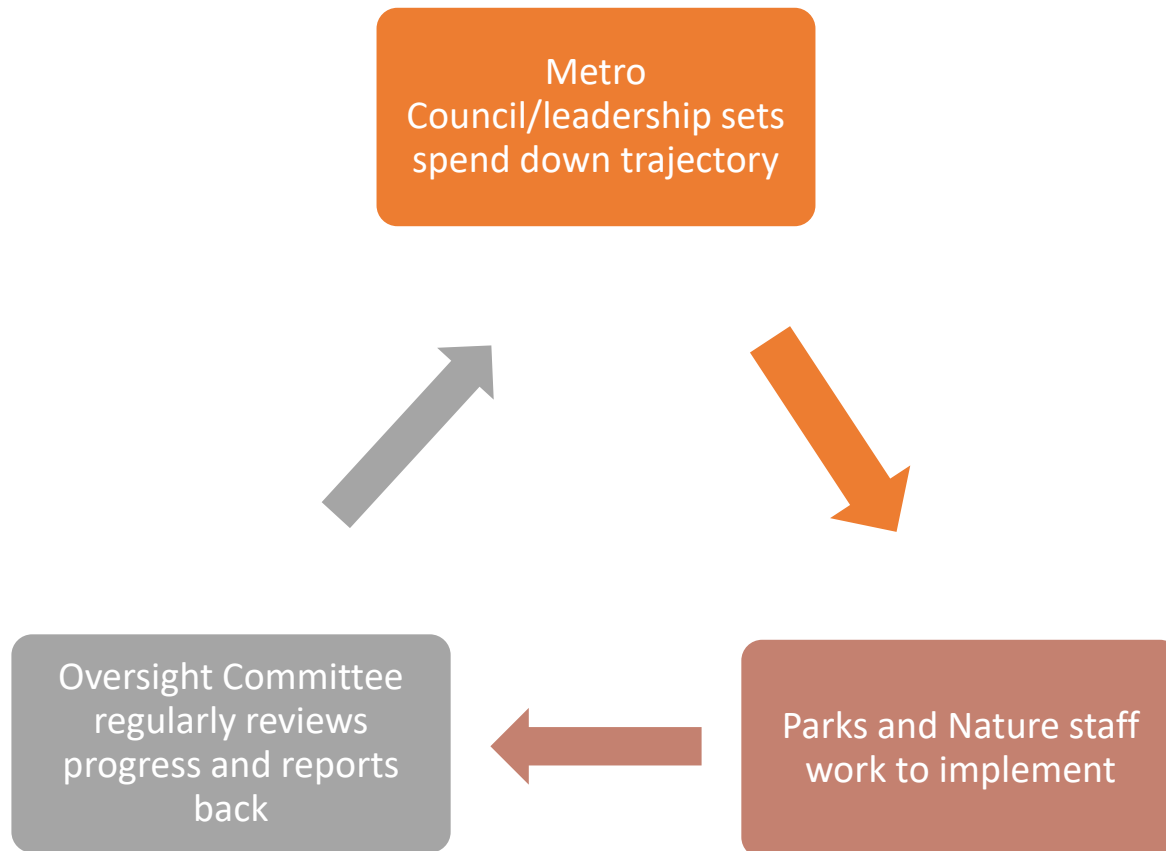 Metro
Council/leadership sets
spend down trajectory
Parks and Nature staff
work to implement
Oversight Committee
regularly reviews
progress and reports
back